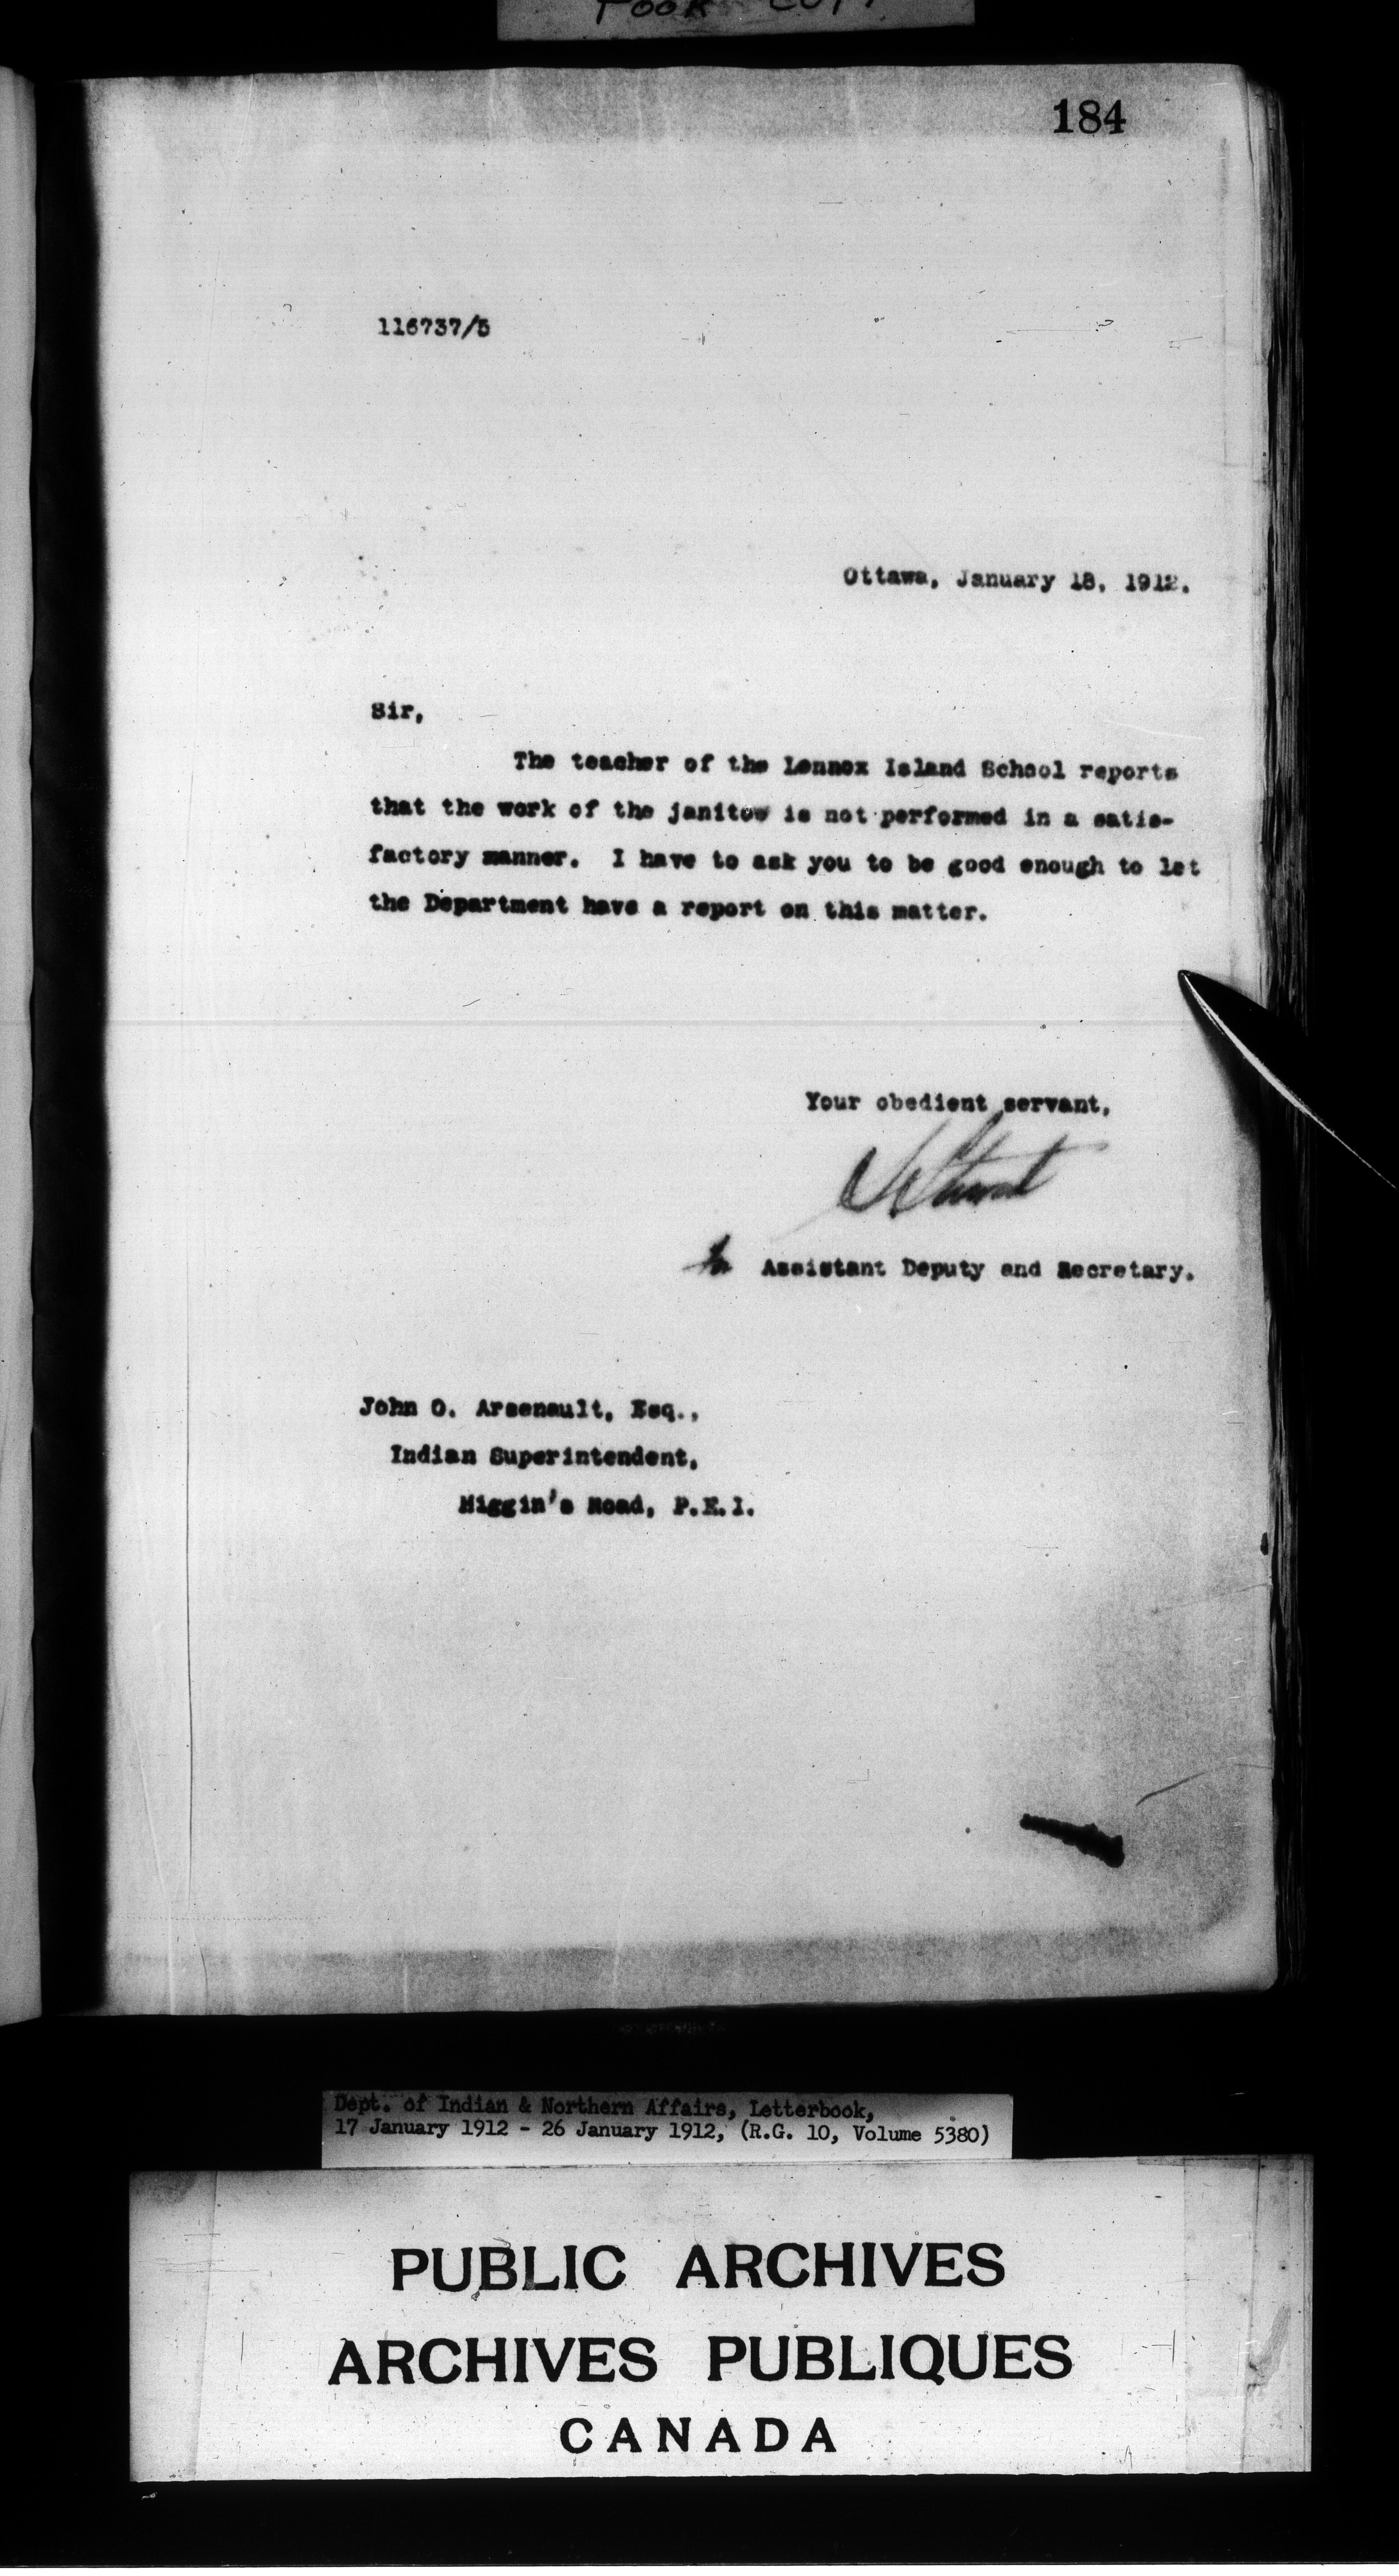 POOR COPY
184
116737/5
Ottawa, January 18, 1912.
Sir,
The teacher of the Lennox Island School reports
that the work of the janitor is not performed in a satis-
factory manner. I have to ask you to be good enough to let
the Department have a report on this matter.
Your obedient servant,
for Assistant Deputy and Secretary.
John O. Arsenault, Esq.,
Indian Superintendent,
Higgin's Road, P.E.I.
Dept. of Indian & Northern Affairs, Letterbook,
17 January 1912 - 26 January 1912, (R.G. 10, Volume 5380)
PUBLIC ARCHIVES
ARCHIVES PUBLIQUES
CANADA